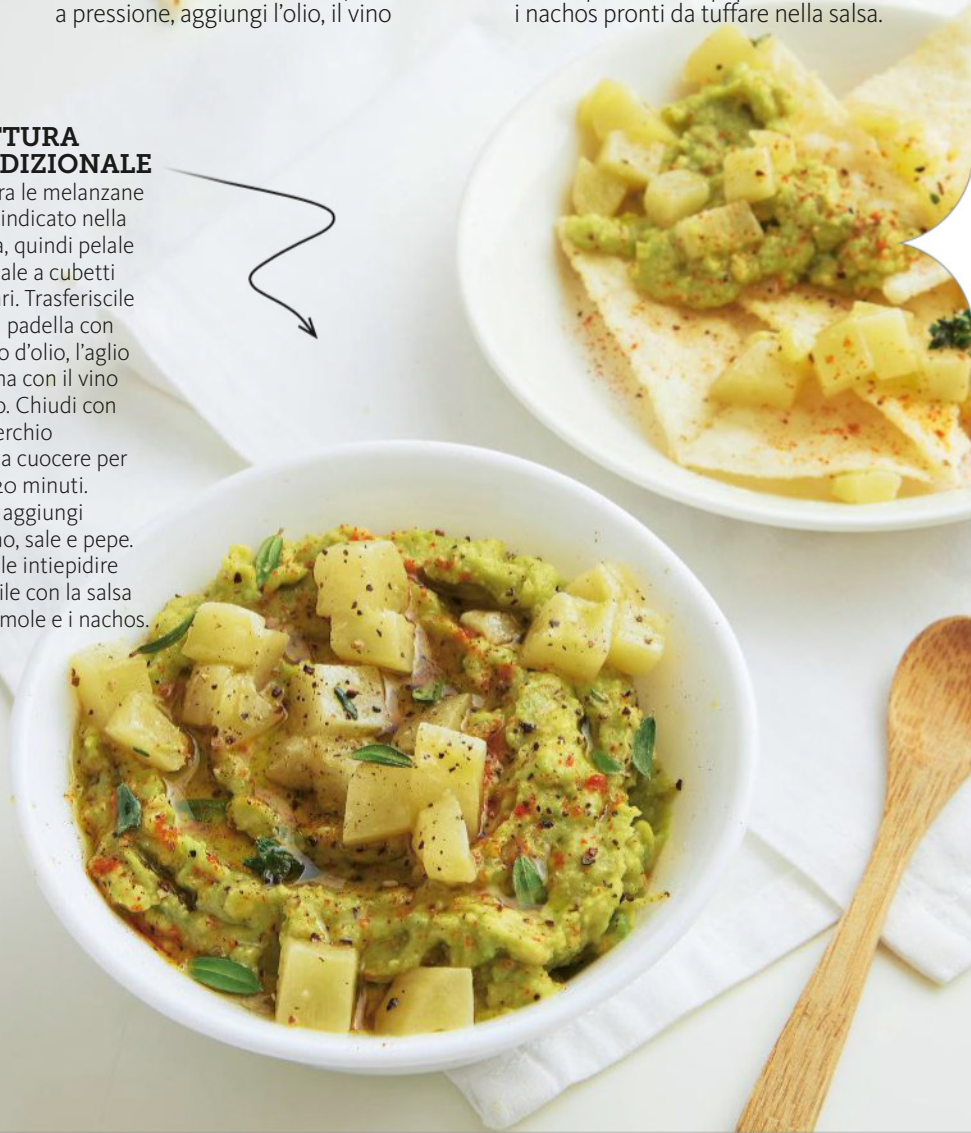 a pressione, aggiungi l’olio, il vino
i nachos pronti da tuffare nella salsa.
TTURA
DIZIONALE
ra le melanzane
indicato nella
a, quindi pelale
ale a cubetti
ari. Trasferiscile
padella con
o d’olio, l’aglio
na con il vino
o. Chiudi con
erchio
a cuocere per
20 minuti.
aggiungi
no, sale e pepe.
le intiepidire
ile con la salsa
mole e i nachos.